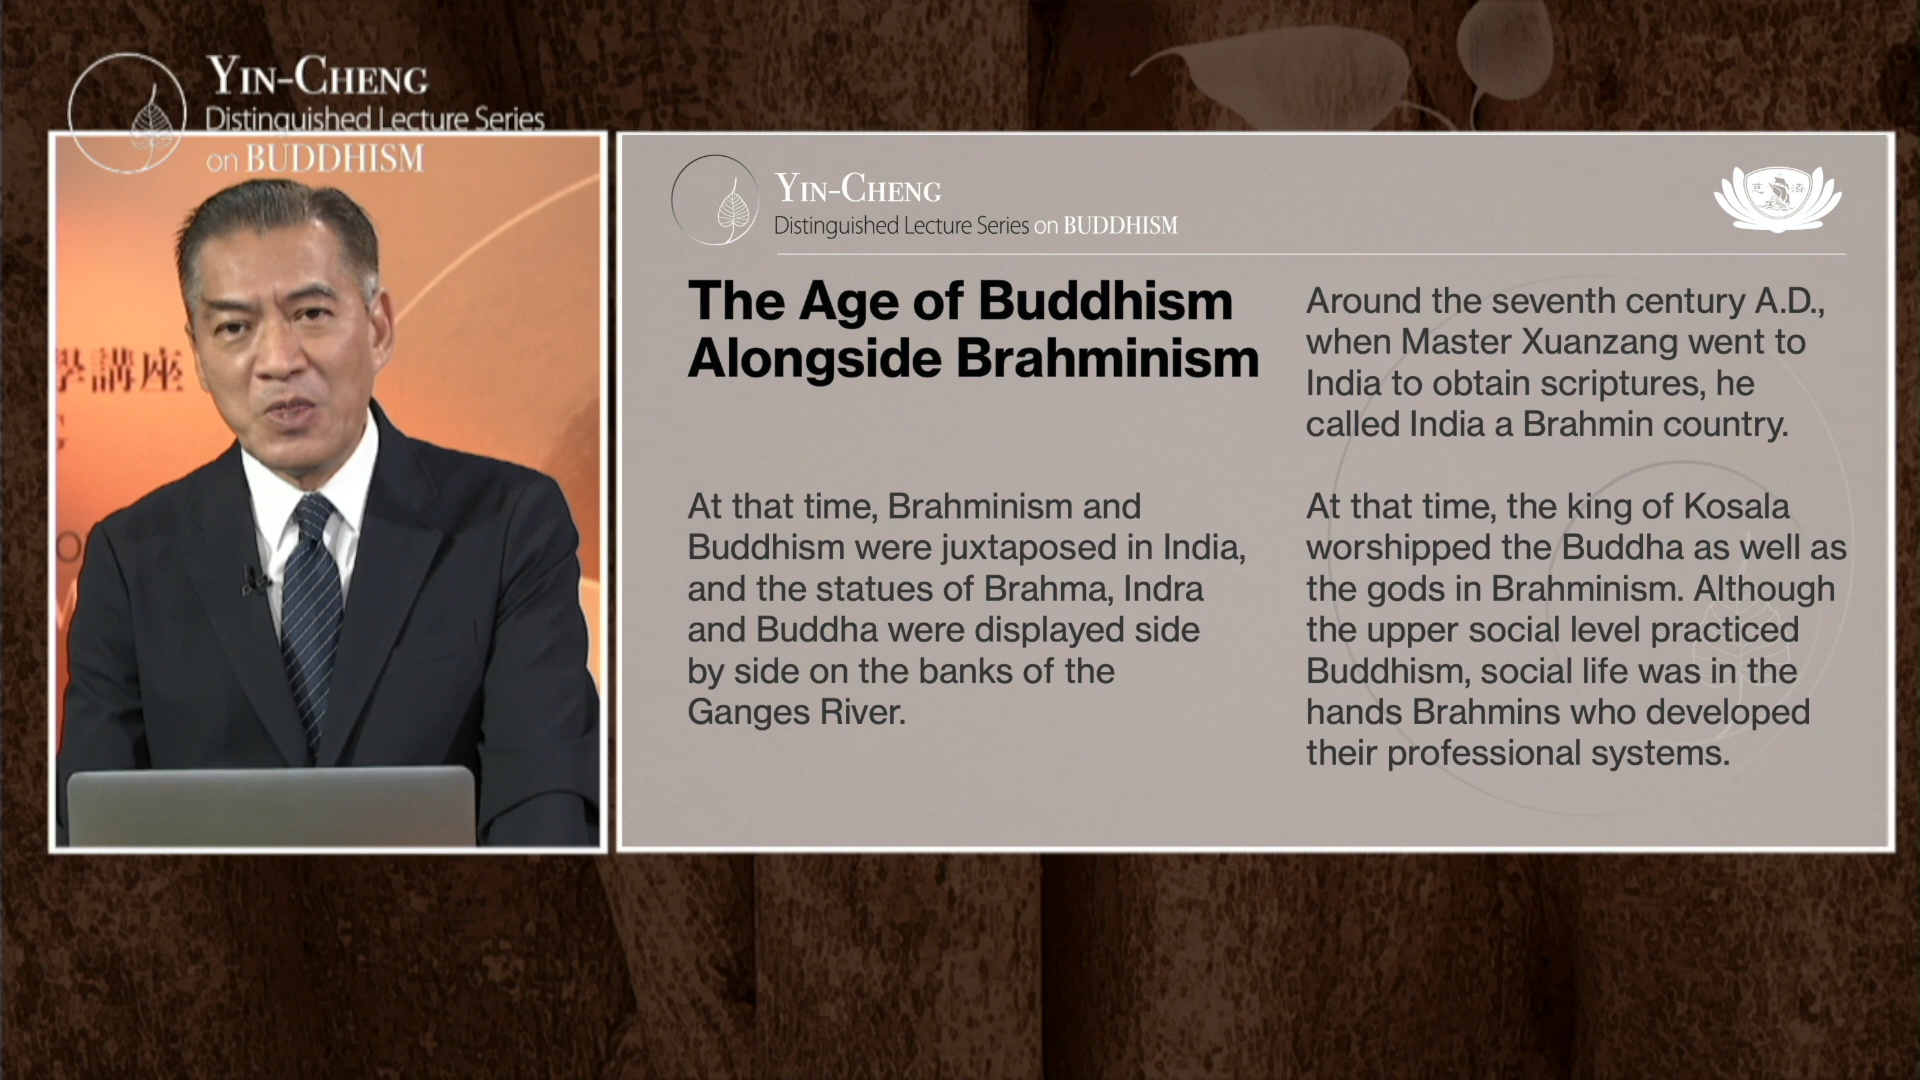 YIN-CHENG
Distinguished Lecture Series
on BUDDHISM
學講座
YIN-CHENG
Distinguished Lecture Series on BUDDHISM
慈 濟
The Age of Buddhism
Alongside Brahminism
At that time, Brahminism and
Buddhism were juxtaposed in India,
and the statues of Brahma, Indra
and Buddha were displayed side
by side on the banks of the
Ganges River.
Around the seventh century A.D.,
when Master Xuanzang went to
India to obtain scriptures, he
called India a Brahmin country.
At that time, the king of Kosala
worshipped the Buddha as well as
the gods in Brahminism. Although
the upper social level practiced
Buddhism, social life was in the
hands Brahmins who developed
their professional systems.